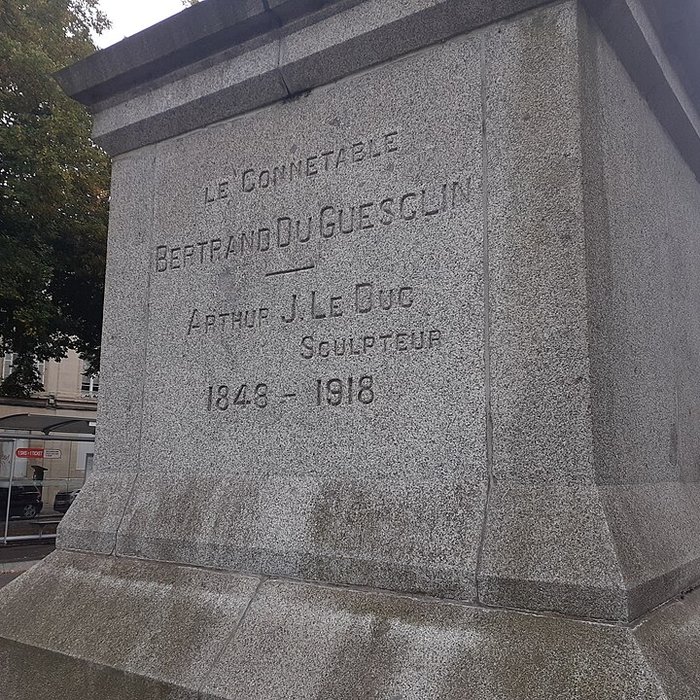 LE CONNETABLE
BERTRAND DU GUESCLIN
ARTHUR J. LE DUC
SCULPTEUR
1848 - 1918